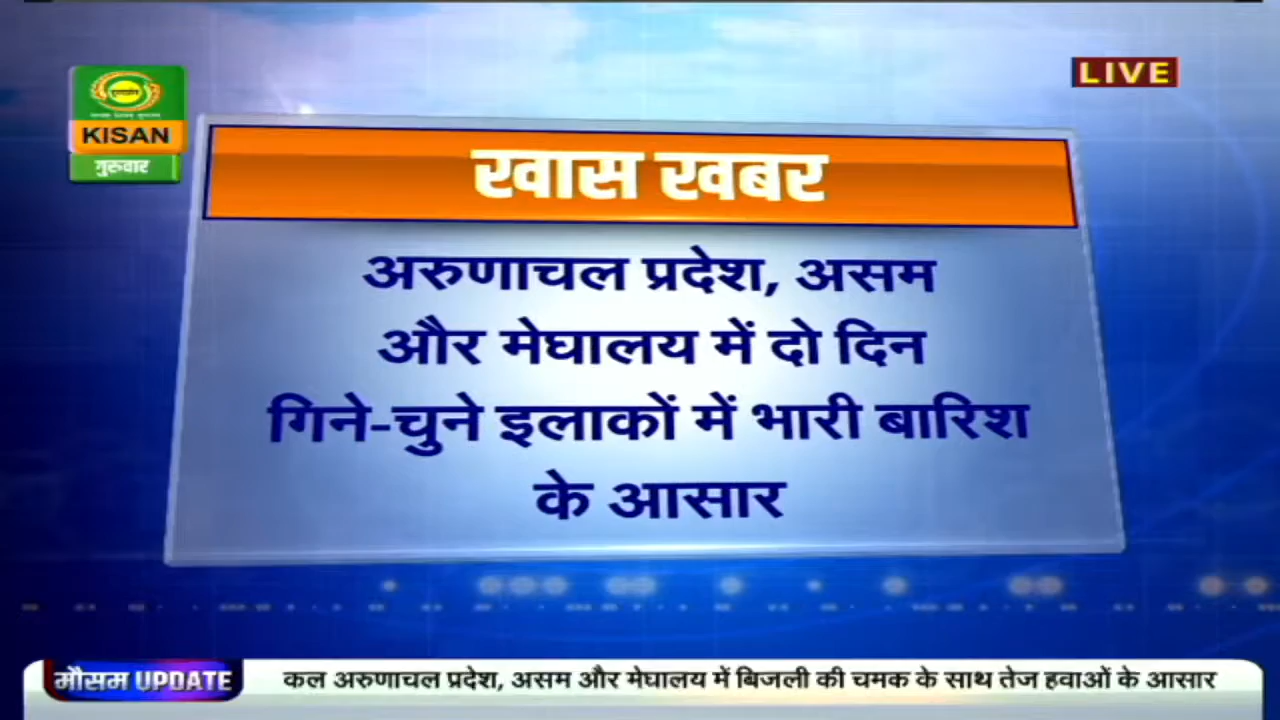 LIVE
KISAN
गुरुवार
खास खबर
अरुणाचल प्रदेश, असम
और मेघालय में दो दिन
गिने-चुने इलाकों में भारी बारिश
के आसार
मौसम UPDATE
कल अरुणाचल प्रदेश, असम और मेघालय में बिजली की चमक के साथ तेज हवाओं के आसार